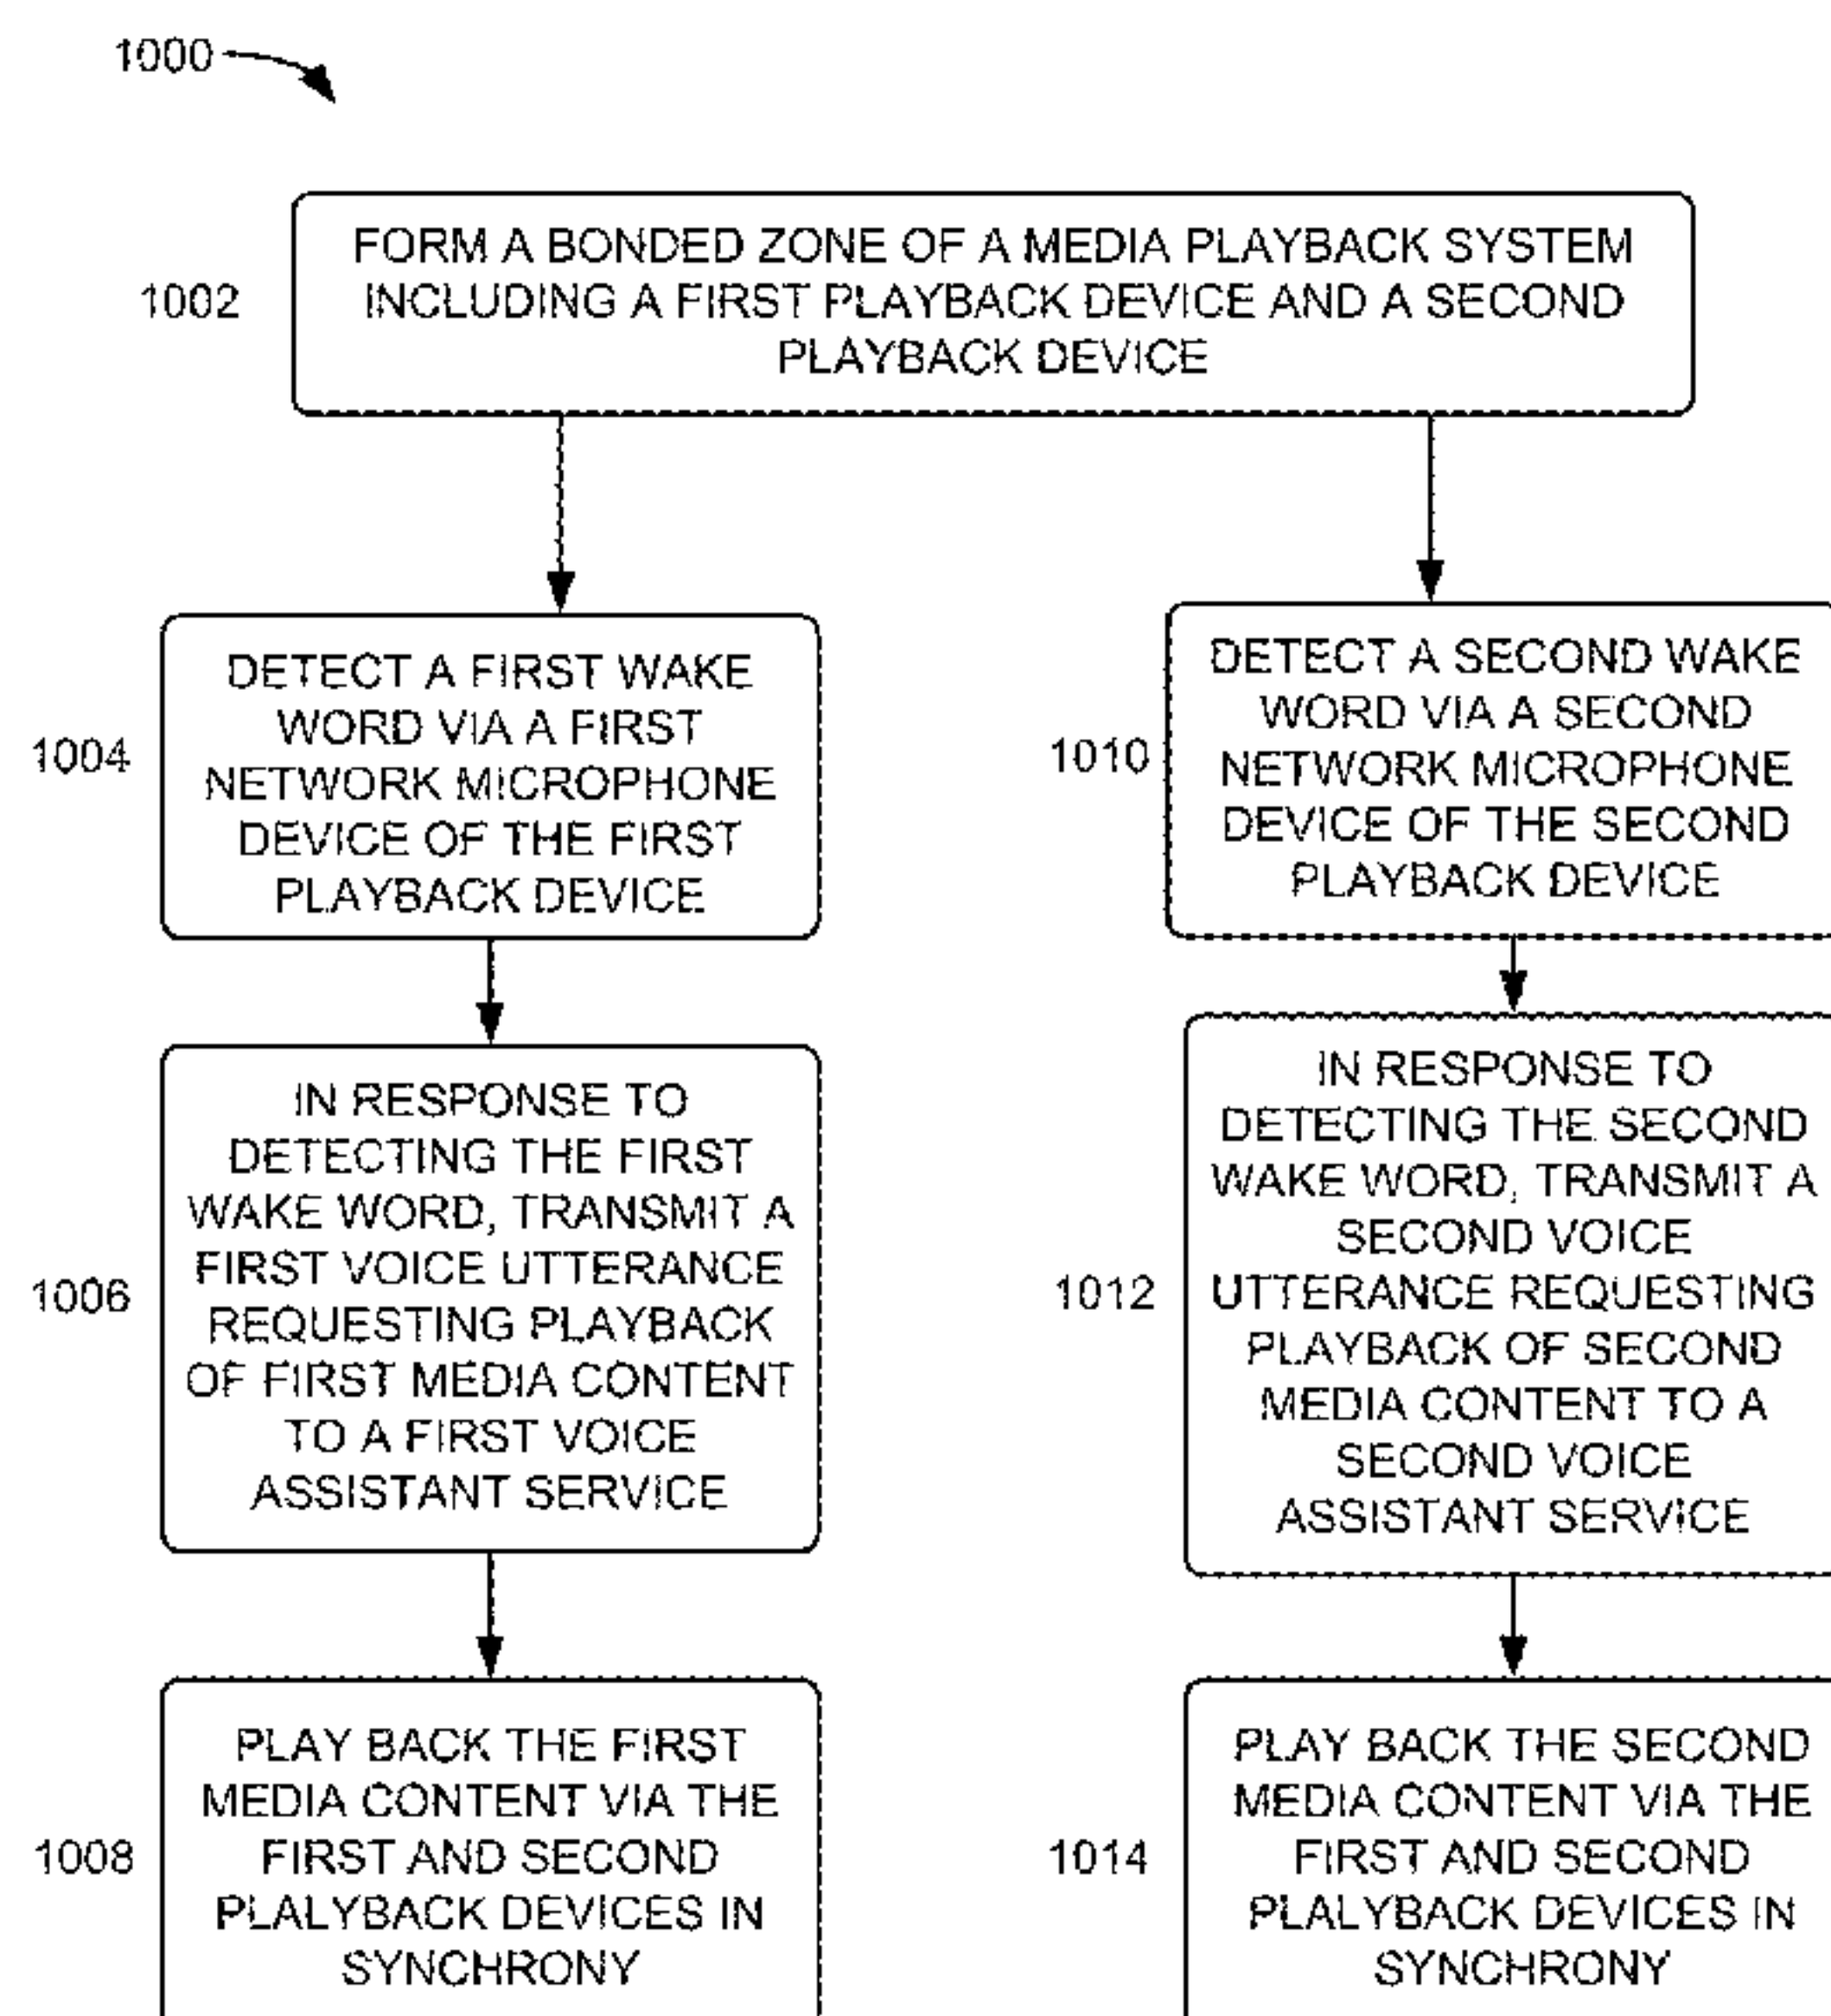 1000
FORM A BONDED ZONE OF A MEDIA PLAYBACK SYSTEM
INCLUDING A FIRST PLAYBACK DEVICE AND A SECOND
PLAYBACK DEVICE
1002
DETECT A FIRST WAKE
WORD VIA A FIRST
NETWORK MICROPHONE
DEVICE OF THE FIRST
PLAYBACK DEVICE
1004
IN RESPONSE TO
DETECTING THE FIRST
WAKE WORD, TRANSMIT A
FIRST VOICE UTTERANCE
REQUESTING PLAYBACK
OF FIRST MEDIA CONTENT
TO A FIRST VOICE
ASSISTANT SERVICE
1006
PLAY BACK THE FIRST
MEDIA CONTENT VIA THE
FIRST AND SECOND
PLALYBACK DEVICES IN
SYNCHRONY
1008
DETECT A SECOND WAKE
WORD VIA A SECOND
NETWORK MICROPHONE
DEVICE OF THE SECOND
PLAYBACK DEVICE
1010
IN RESPONSE TO
DETECTING THE SECOND
WAKE WORD, TRANSMIT A
SECOND VOICE
UTTERANCE REQUESTING
PLAYBACK OF SECOND
MEDIA CONTENT TO A
SECOND VOICE
ASSISTANT SERVICE
1012
PLAY BACK THE SECOND
MEDIA CONTENT VIA THE
FIRST AND SECOND
PLALYBACK DEVICES IN
SYNCHRONY
1014